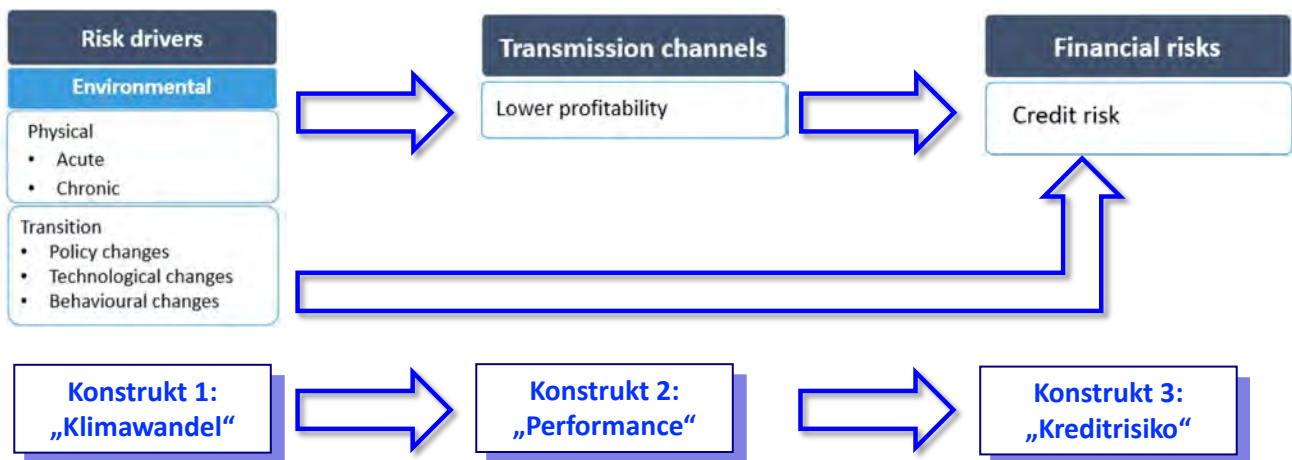 Risk drivers
Environmental
Physical
• Acute
• Chronic
Transition
• Policy changes
• Technological changes
• Behavioural changes
Transmission channels
Lower profitability
Financial risks
Credit risk
Konstrukt 1:
„Klimawandel“
Konstrukt 2:
„Performance“
Konstrukt 3:
„Kreditrisiko“